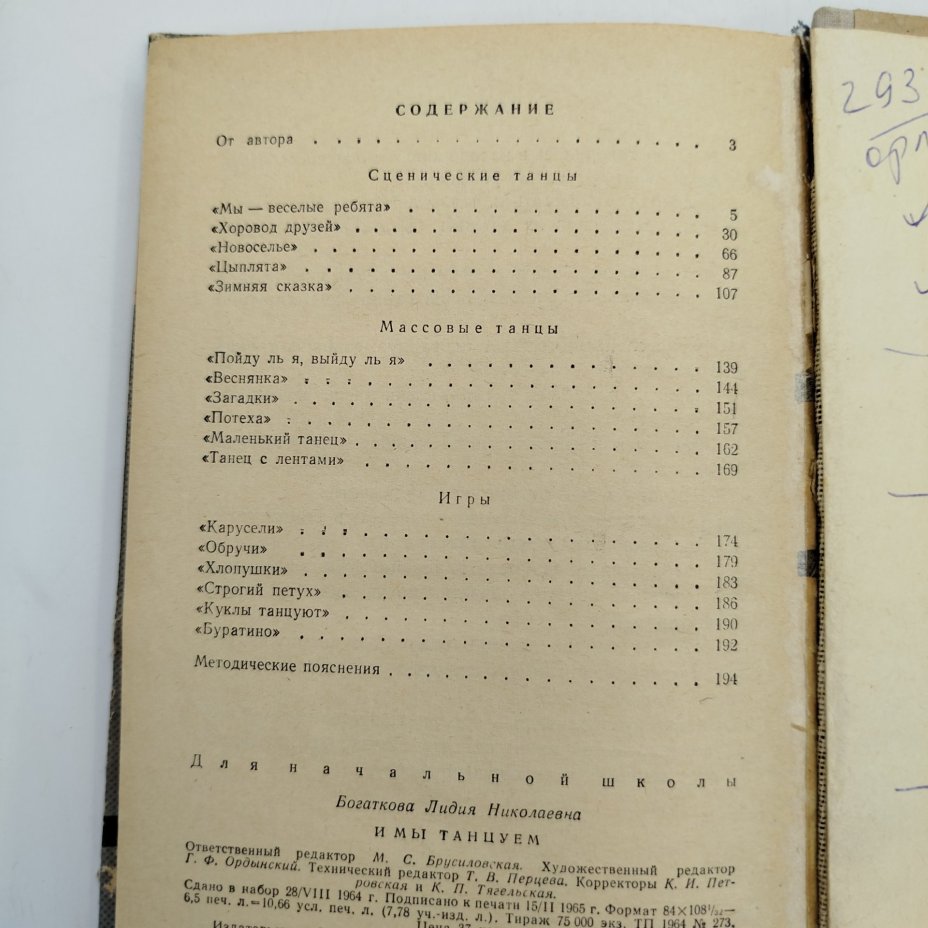 СОДЕРЖАНИЕ
От автора . . . . . . . . . . . . . . . . . . 3
Сценические танцы
«Мы — веселые ребята» . . . . . . . . . . . . . 5
«Хоровод друзей» . . . . . . . . . . . . . . . . 30
«Новоселье» . . . . . . . . . . . . . . . . . . 66
«Цыплята» . . . . . . . . . . . . . . . . . . 87
«Зимняя сказка» . . . . . . . . . . . . . . . . 107
Массовые танцы
«Пойду ль я, выйду ль я» . . . . . . . . . . . . 139
«Веснянка» . . . . . . . . . . . . . . . . . . 144
«Загадки» . . . . . . . . . . . . . . . . . . 151
«Потеха» . . . . . . . . . . . . . . . . . . 157
«Маленький танец» . . . . . . . . . . . . . . . 162
«Танец с лентами» . . . . . . . . . . . . . . . 169
Игры
«Карусели» . . . . . . . . . . . . . . . . . . 174
«Обручи» . . . . . . . . . . . . . . . . . . 179
«Хлопушки» . . . . . . . . . . . . . . . . . . 183
«Строгий петух» . . . . . . . . . . . . . . . . 186
«Куклы танцуют» . . . . . . . . . . . . . . . . 190
«Буратино» . . . . . . . . . . . . . . . . . . 192
Методические пояснения . . . . . . . . . . . . . 194
Для начальной школы
Богаткова Лидия Николаевна
И МЫ ТАНЦУЕМ
Ответственный редактор М. С. Брусиловская. Художественный редактор
Г. Ф. Ордынский. Технический редактор Т. В. Перцева. Корректоры К. И. Пет-
ровская и К. П. Тягельская.
Сдано в набор 28/VIII 1964 г. Подписано к печати 15/II 1965 г. Формат 84×108¹/₃₂—
6,5 печ. л.=10,66 усл. печ. л. (7,78 уч.-изд. л.). Тираж 75 000 экз. ТП 1964 № 273.
293